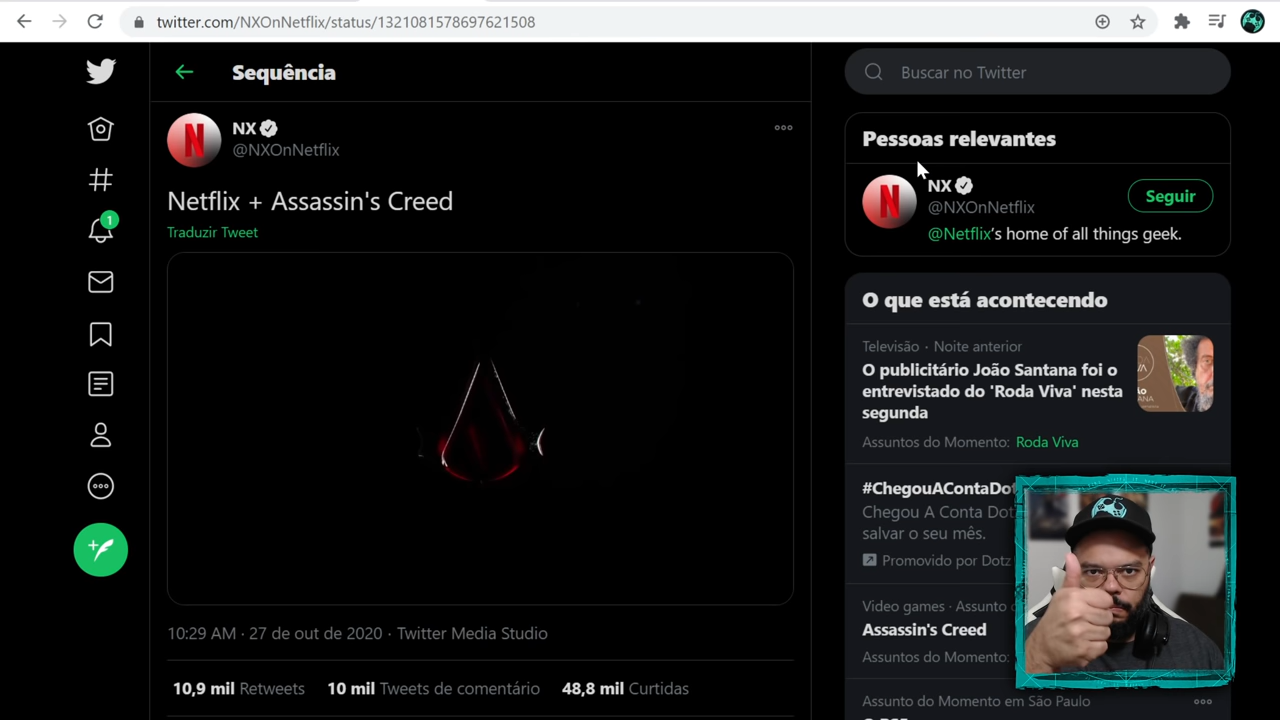 twitter.com/NXOnNetflix/status/1321081578697621508
Sequência
NX
@NXOnNetflix
Netflix + Assassin's Creed
Traduzir Tweet
10:29 AM · 27 de out de 2020 · Twitter Media Studio
10,9 mil Retweets 10 mil Tweets de comentário 48,8 mil Curtidas
1
Buscar no Twitter
Pessoas relevantes
NX
@NXOnNetflix
Seguir
@Netflix's home of all things geek.
O que está acontecendo
Televisão · Noite anterior
O publicitário João Santana foi o
entrevistado do 'Roda Viva' nesta
segunda
Assuntos do Momento: Roda Viva
#ChegouAContaDot
Chegou A Conta Dot
salvar o seu mês.
Promovido por Dotz
Video games · Assunto
Assassin's Creed
Assuntos do Momento:
Assunto do Momento em São Paulo